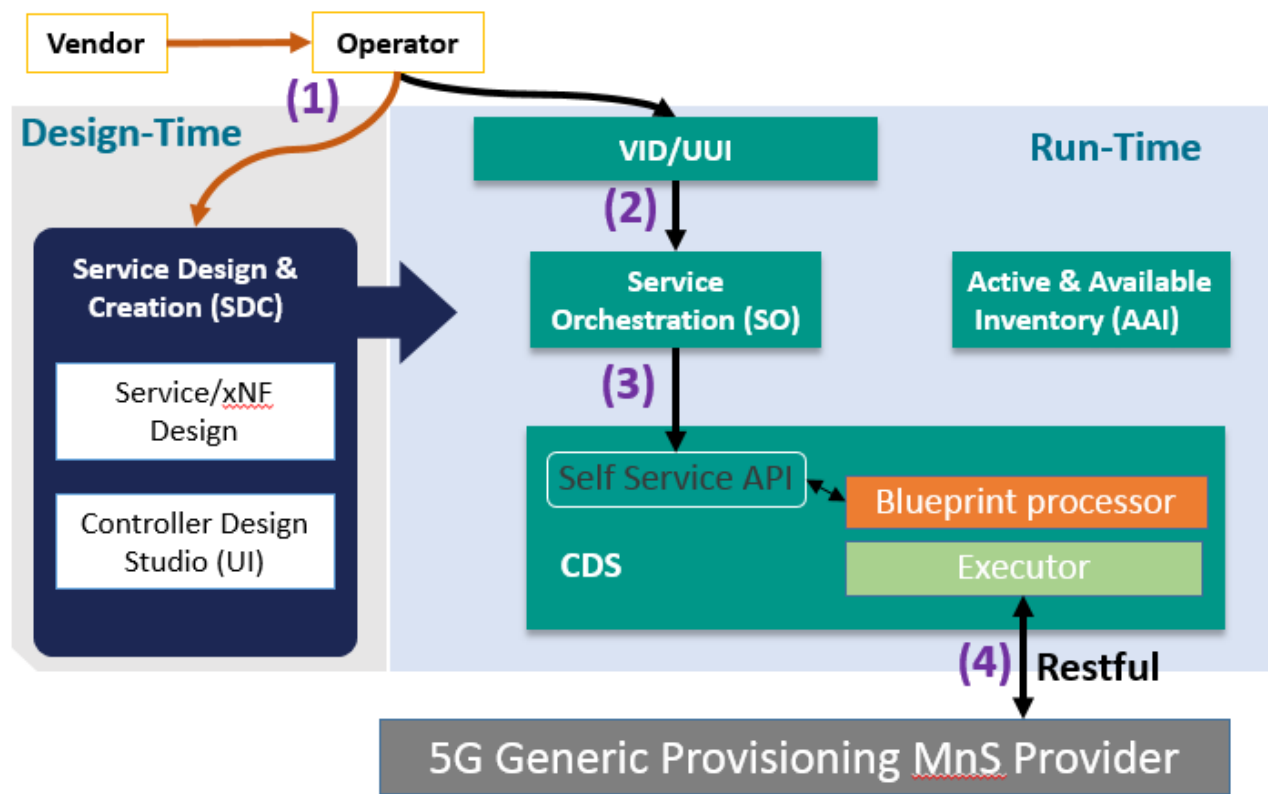 Vendor
Operator
(1)
Design-Time
VID/UUI
Run-Time
(2)
Service Design &
Creation (SDC)
Service
Orchestration (SO)
Active & Available
Inventory (AAI)
(3)
Service/xNF
Design
Self Service API
Blueprint processor
Controller Design
Studio (UI)
CDS
Executor
(4)
Restful
5G Generic Provisioning MnS Provider